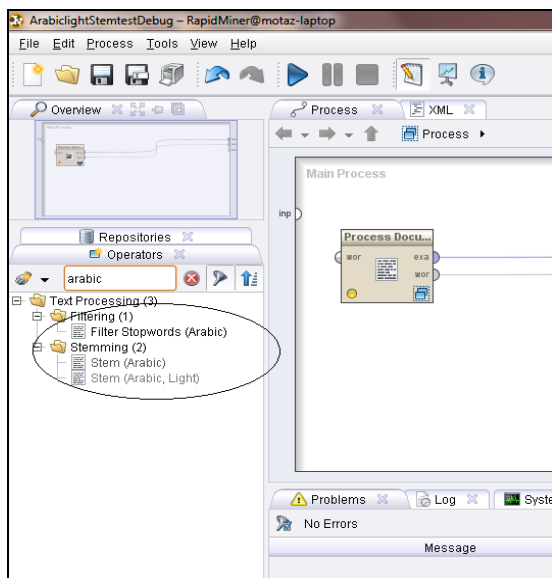 ArabiclightStemtestDebug – RapidMiner@motaz-laptop
File Edit Process Tools View Help
Overview
Process
XML
Process
Main Process
inp
Process Docu...
wor
exa
wor
Repositories
Operators
arabic
Text Processing (3)
Filtering (1)
Filter Stopwords (Arabic)
Stemming (2)
Stem (Arabic)
Stem (Arabic, Light)
Problems
Log
Syste
No Errors
Message